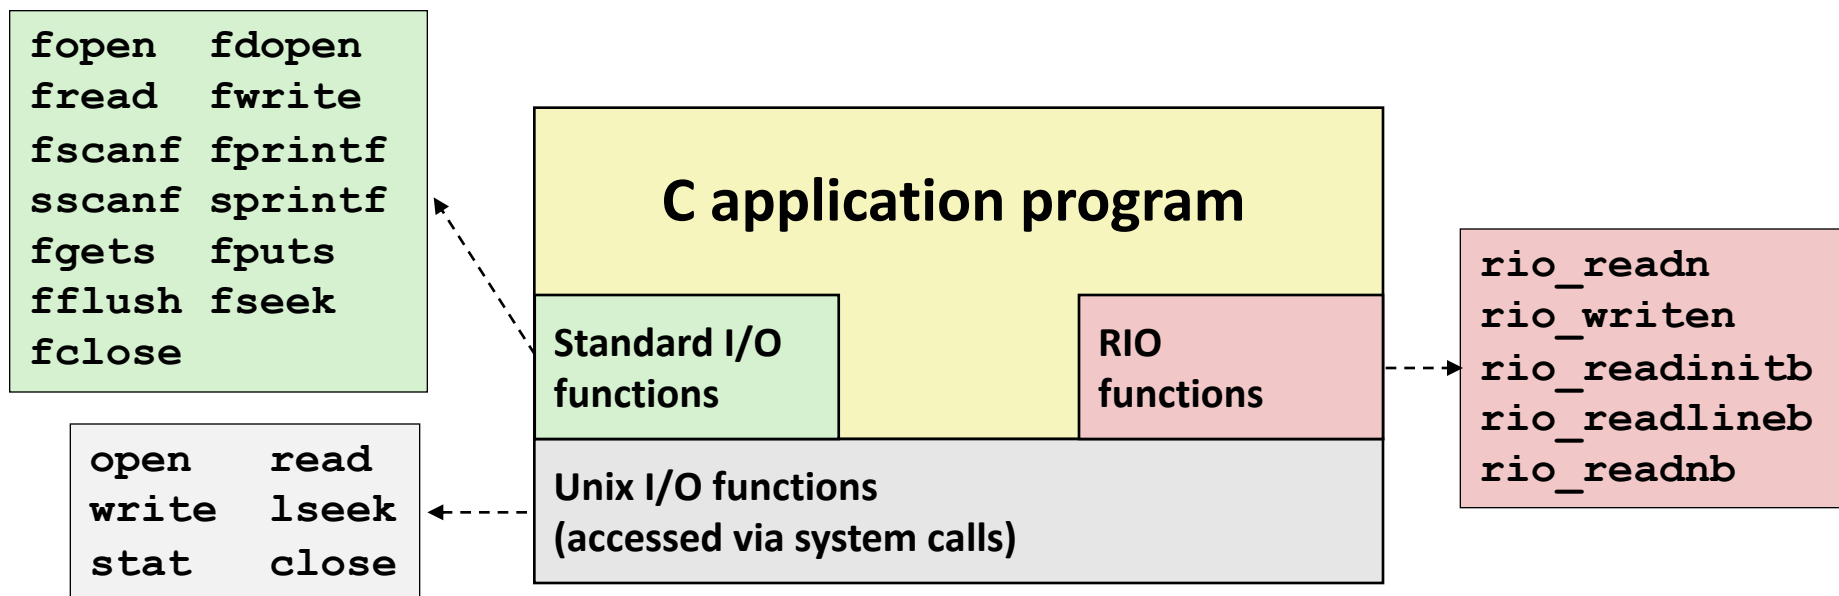 fopen fdopen
fread fwrite
fscanf fprintf
sscanf sprintf
fgets fputs
fflush fseek
fclose
C application program
Standard I/O
functions
RIO
functions
Unix I/O functions
(accessed via system calls)
open read
write lseek
stat close
rio_readn
rio_writen
rio_readinitb
rio_readlineb
rio_readnb